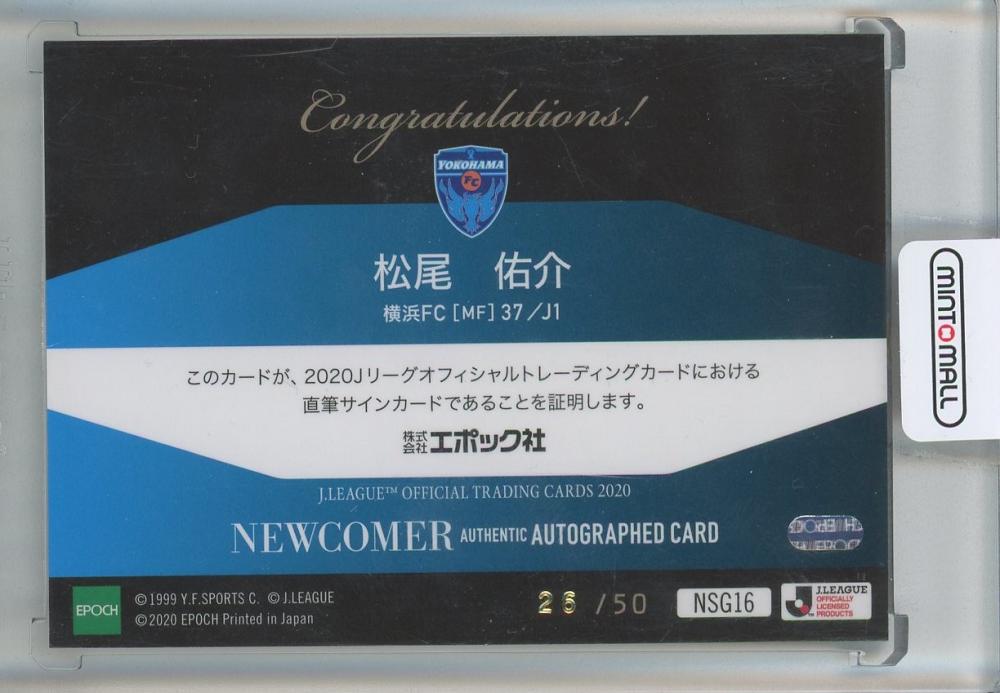 Congratulations!
YOKOHAMA
FC
松尾 佑介
横浜FC [MF] 37/J1
このカードが、2020Jリーグオフィシャルトレーディングカードにおける
直筆サインカードであることを証明します。
株式会社エポック社
J.LEAGUE™ OFFICIAL TRADING CARDS 2020
NEWCOMER AUTHENTIC AUTOGRAPHED CARD
EPOCH
©1999 Y.F.SPORTS C. ©J.LEAGUE
©2020 EPOCH Printed in Japan
26 /50
NSG16
J.LEAGUE
OFFICIALLY
LICENSED
PRODUCTS
MINT MALL